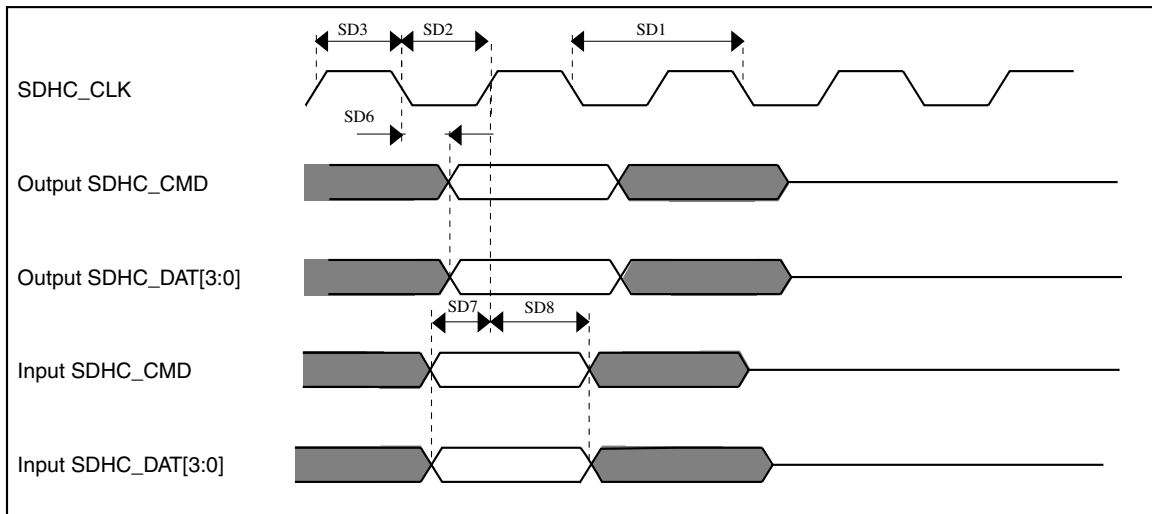 SD3
SD2
SD1
SDHC_CLK
SD6
Output SDHC_CMD
Output SDHC_DAT[3:0]
SD7
SD8
Input SDHC_CMD
Input SDHC_DAT[3:0]